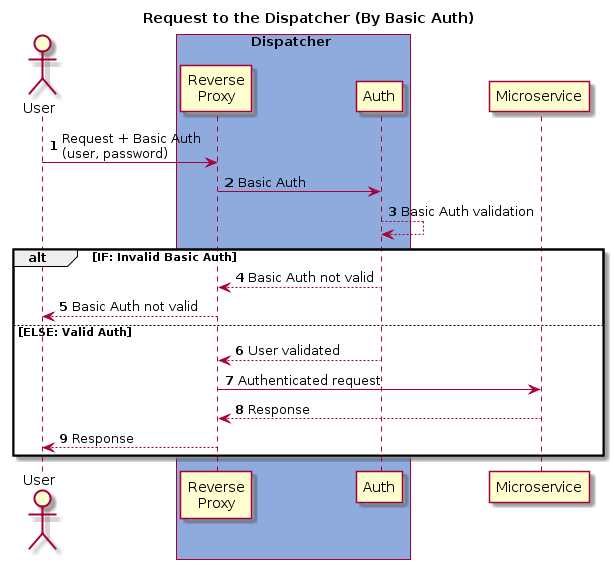 Request to the Dispatcher (By Basic Auth)
Dispatcher
User
Reverse
Proxy
Auth
Microservice
1 Request + Basic Auth
(user, password)
2 Basic Auth
3 Basic Auth validation
alt [IF: Invalid Basic Auth]
4 Basic Auth not valid
5 Basic Auth not valid
[ELSE: Valid Auth]
6 User validated
7 Authenticated request
8 Response
9 Response
User
Reverse
Proxy
Auth
Microservice